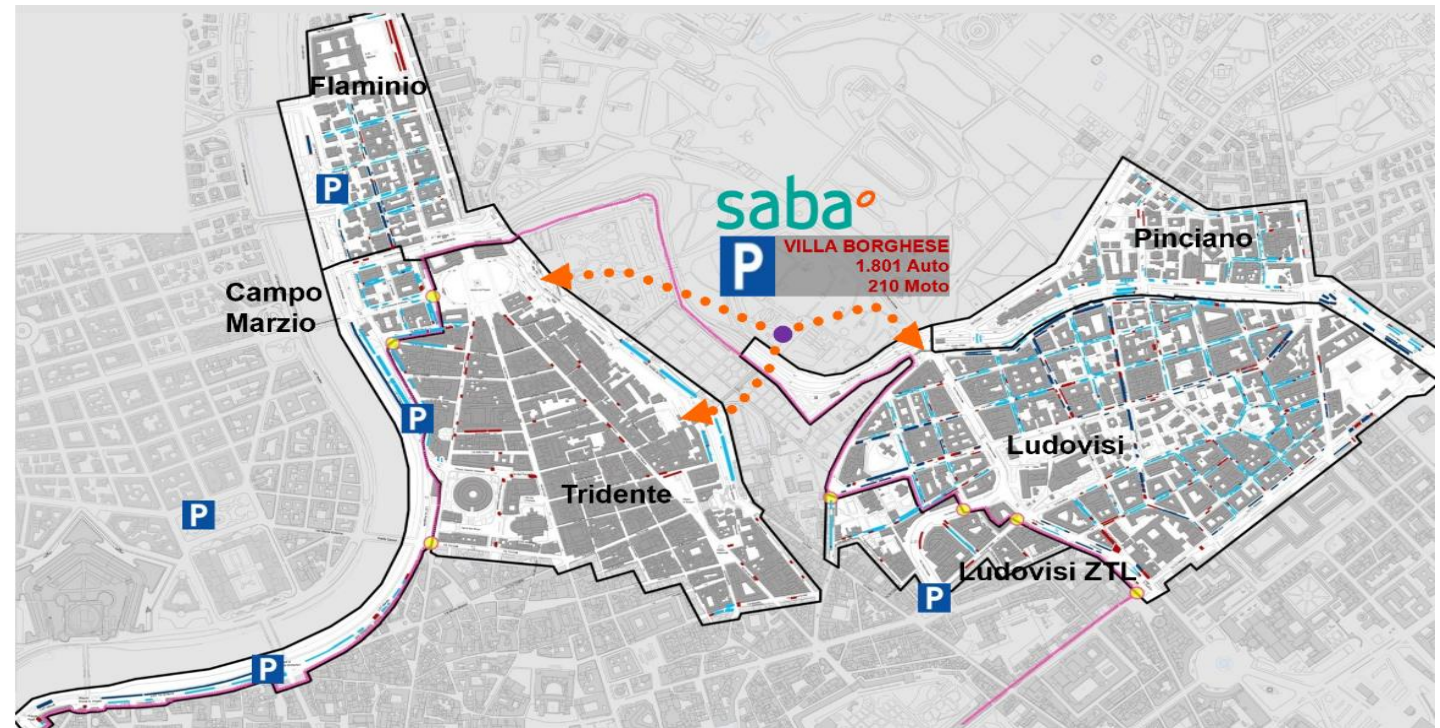 Flaminio
P
saba
P
VILLA BORGHESE
1.801 Auto
210 Moto
Pinciano
Campo
Marzio
P
Ludovisi
Tridente
P
Ludovisi ZTL
P
P